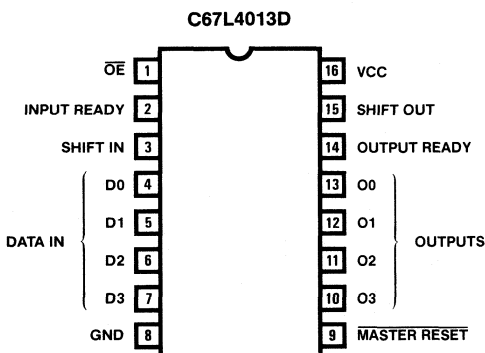 C67L4013D
OE 1 16 VCC
INPUT READY 2 15 SHIFT OUT
SHIFT IN 3 14 OUTPUT READY
D0 4 13 O0
D1 5 12 O1
DATA IN OUTPUTS
D2 6 11 O2
D3 7 10 O3
GND 8 9 MASTER RESET